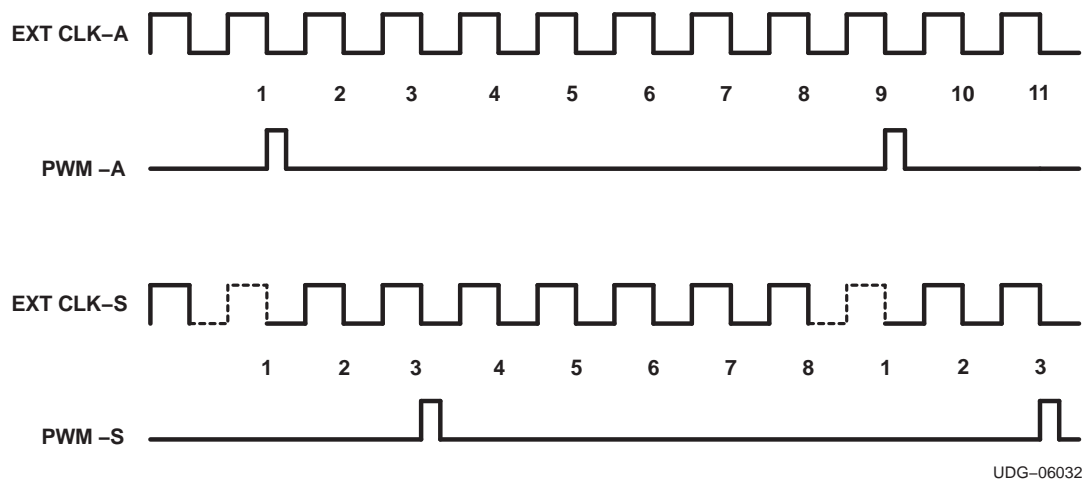 EXT CLK–A
1 2 3 4 5 6 7 8 9 10 11
PWM –A
EXT CLK–S
1 2 3 4 5 6 7 8 1 2 3
PWM –S
UDG–06032